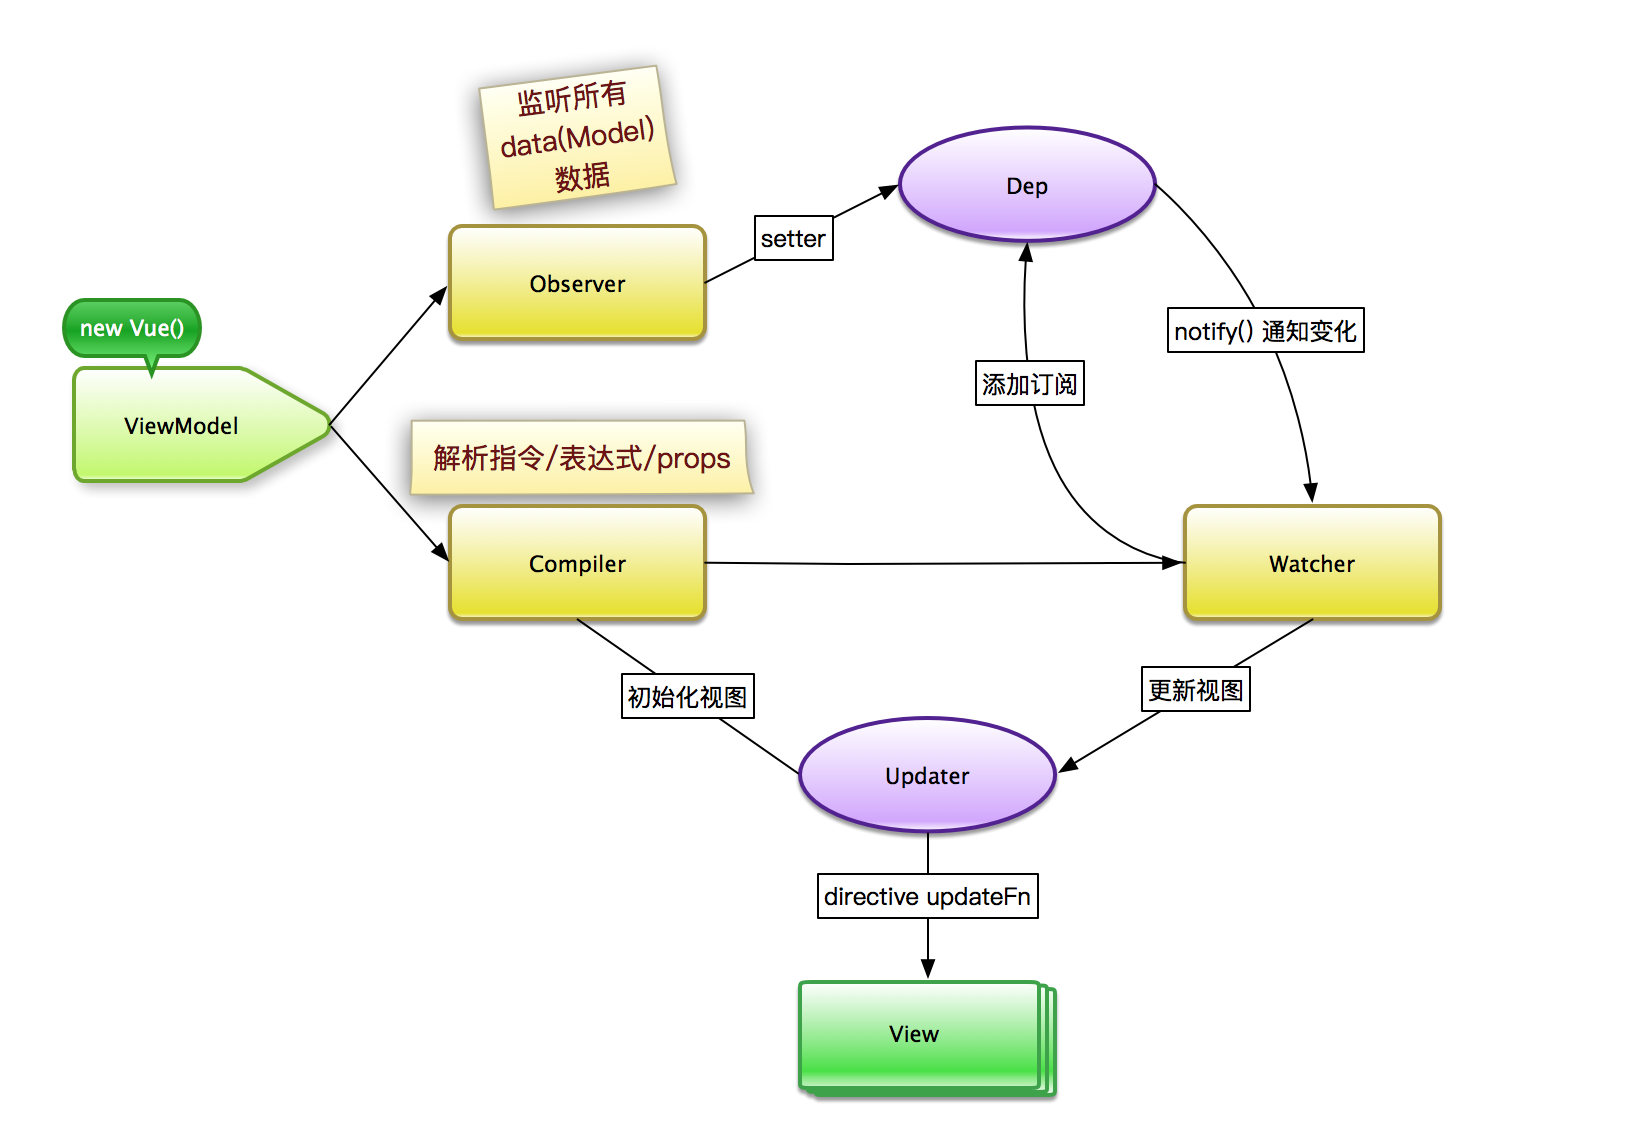 监听所有
data(Model)
数据
Dep
setter
Observer
new Vue()
notify() 通知变化
添加订阅
ViewModel
解析指令/表达式/props
Compiler
Watcher
初始化视图
更新视图
Updater
directive updateFn
View